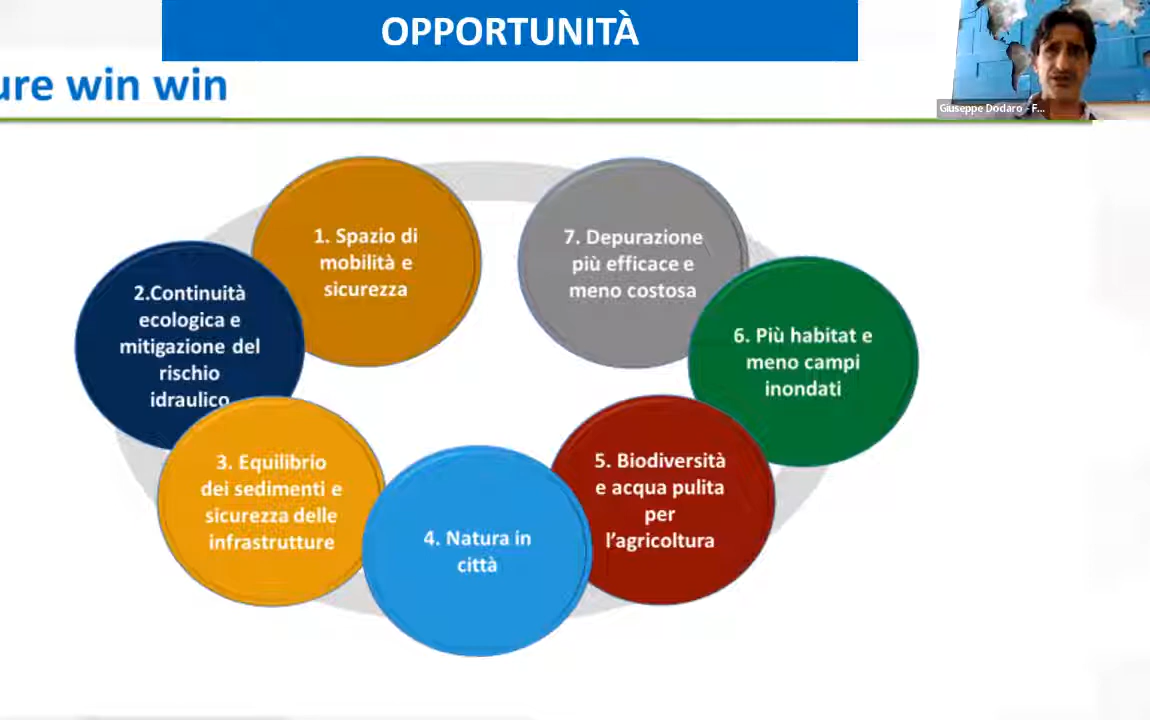 OPPORTUNITÀ
ure win win
Giuseppe Dodaro - F...
1. Spazio di
mobilità e
sicurezza
2.Continuità
ecologica e
mitigazione del
rischio
idraulico
3. Equilibrio
dei sedimenti e
sicurezza delle
infrastrutture
4. Natura in
città
5. Biodiversità
e acqua pulita
per
l’agricoltura
6. Più habitat e
meno campi
inondati
7. Depurazione
più efficace e
meno costosa